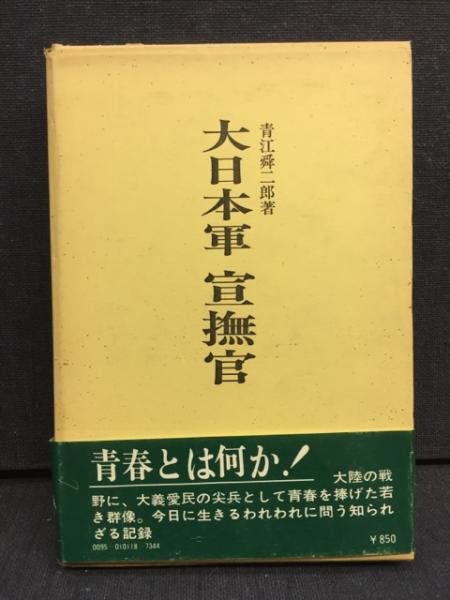 青江舜二郎著
大日本軍 宣撫官
青春とは何か!
大陸の戦
野に、大義愛民の尖兵として青春を捧げた若
き群像。今日に生きるわれわれに問う知られ
ざる記録
0095-010118-7344
¥850